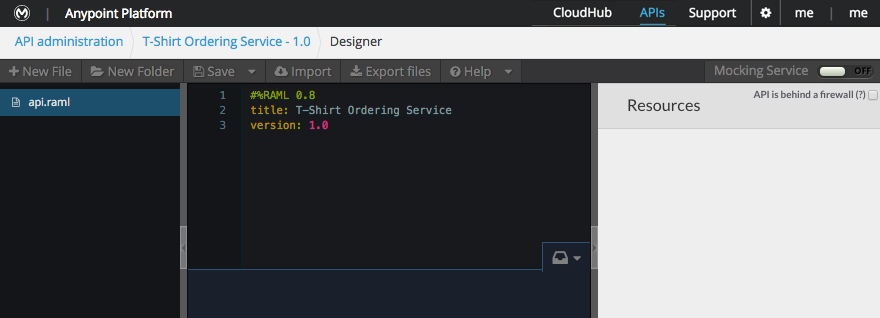 Anypoint Platform CloudHub APIs Support me me
API administration T-Shirt Ordering Service - 1.0 Designer
New File New Folder Save Import Export files Help Mocking Service OFF
api.raml
1 #%RAML 0.8
2 title: T-Shirt Ordering Service
3 version: 1.0
API is behind a firewall (?)
Resources